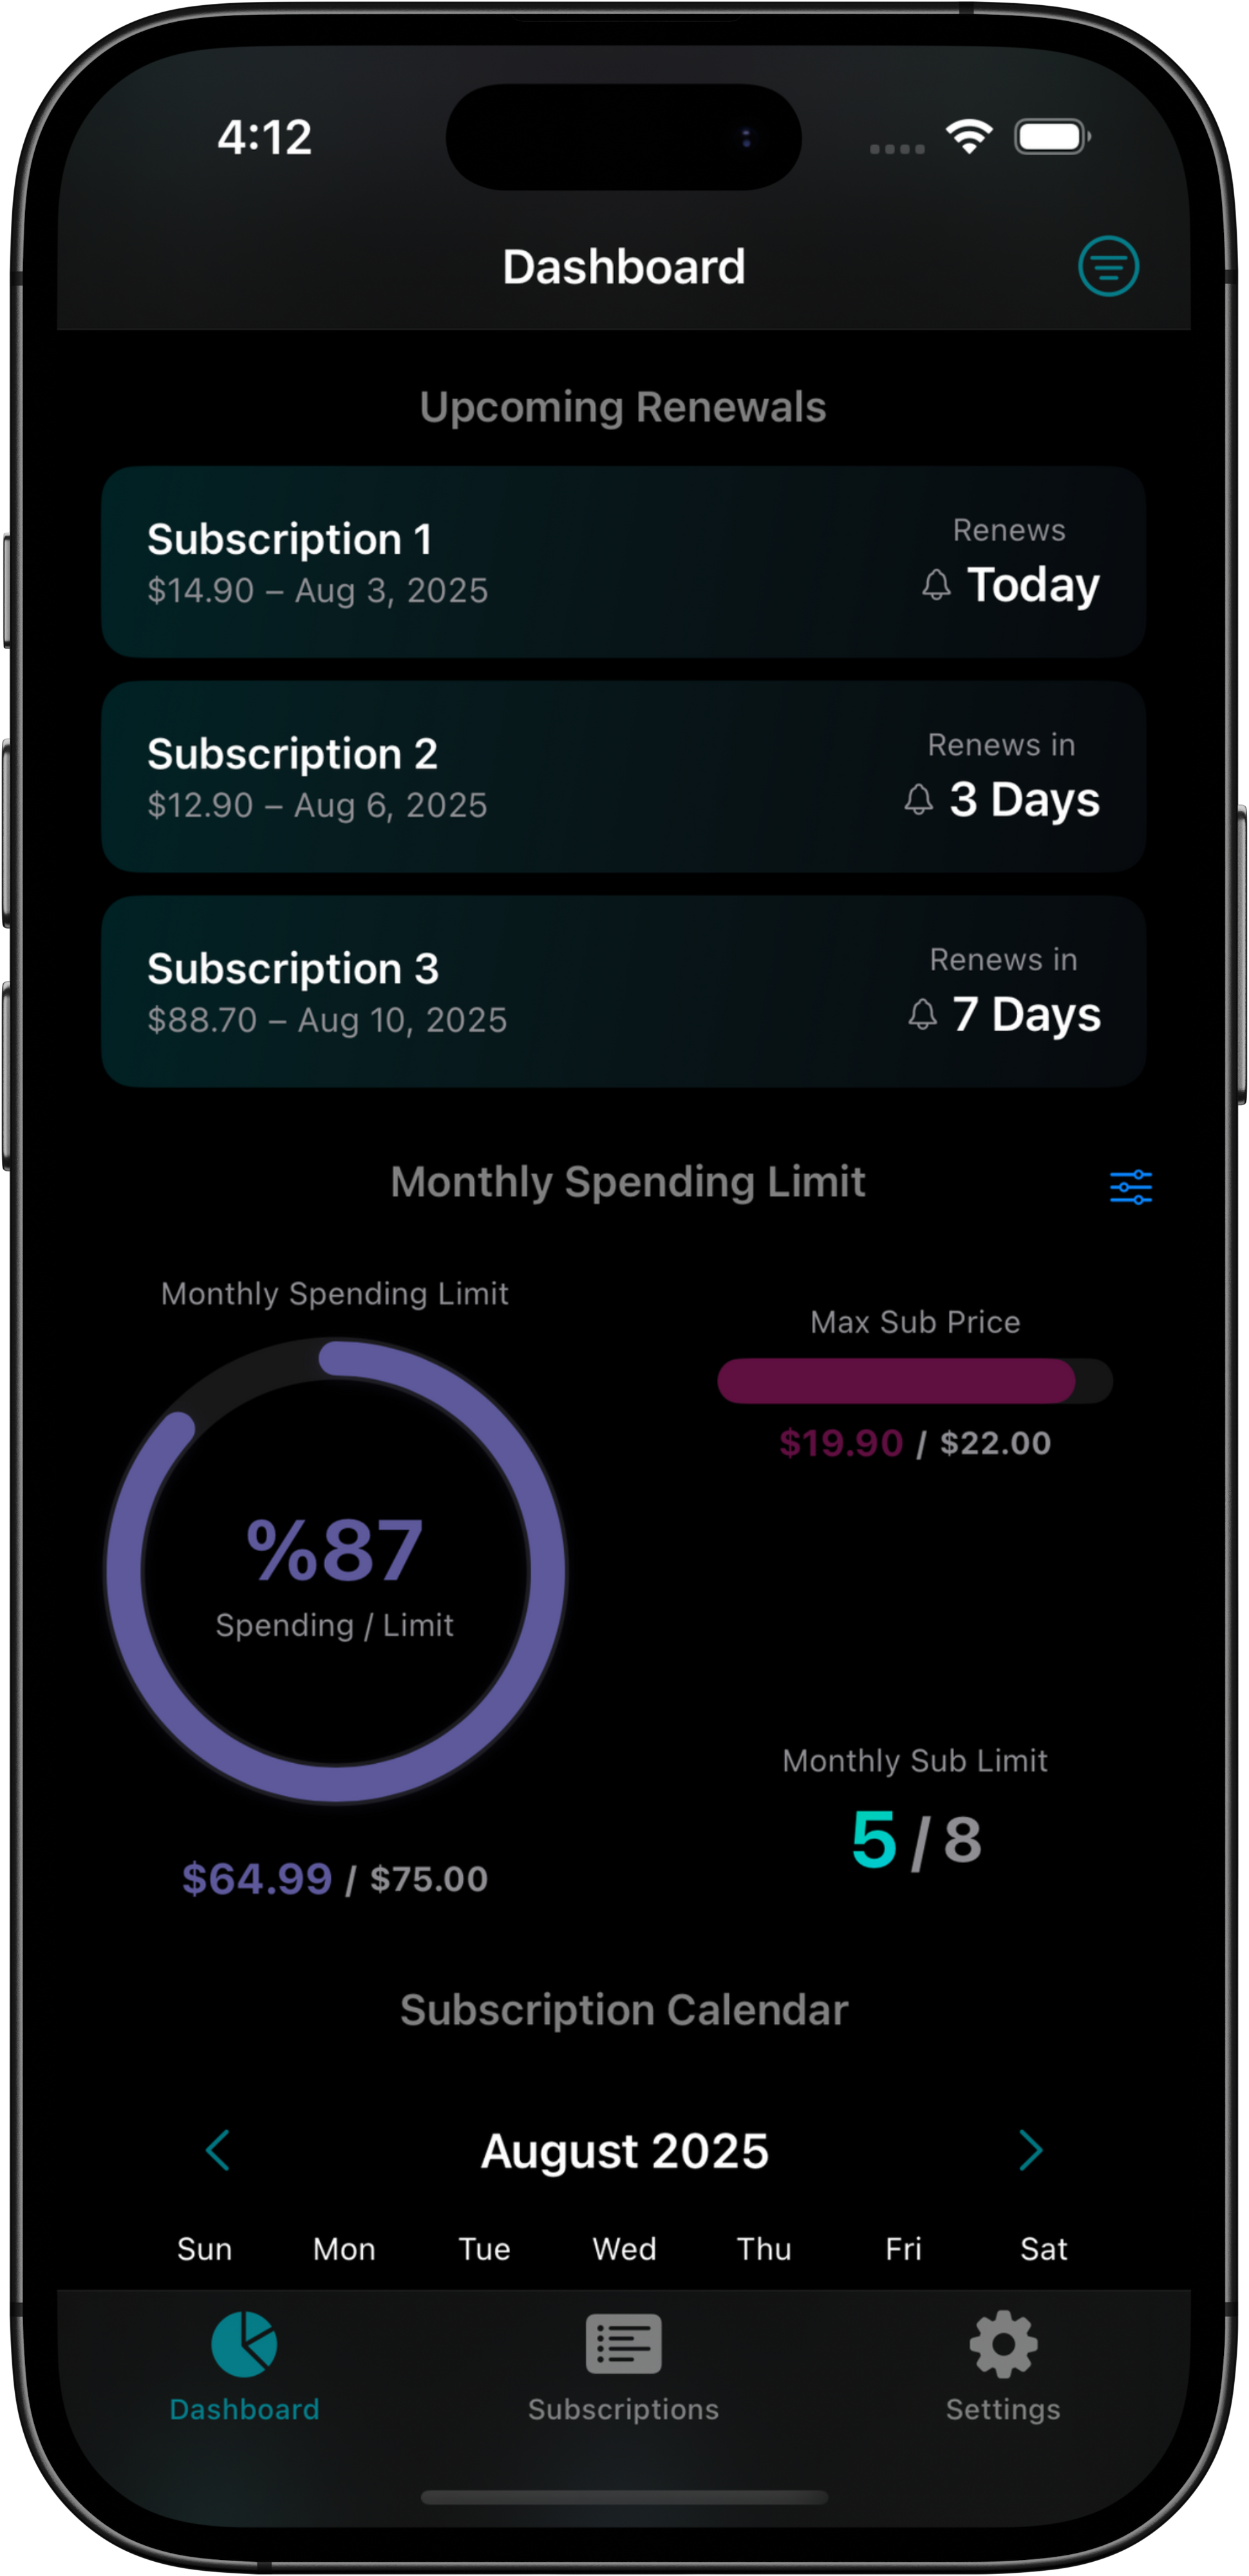 4:12
Dashboard
Upcoming Renewals
Subscription 1
$14.90 – Aug 3, 2025
Renews
Today
Subscription 2
$12.90 – Aug 6, 2025
Renews in
3 Days
Subscription 3
$88.70 – Aug 10, 2025
Renews in
7 Days
Monthly Spending Limit
Monthly Spending Limit
%87
Spending / Limit
$64.99 / $75.00
Max Sub Price
$19.90 / $22.00
Monthly Sub Limit
5 / 8
Subscription Calendar
August 2025
Sun Mon Tue Wed Thu Fri Sat
Dashboard Subscriptions Settings